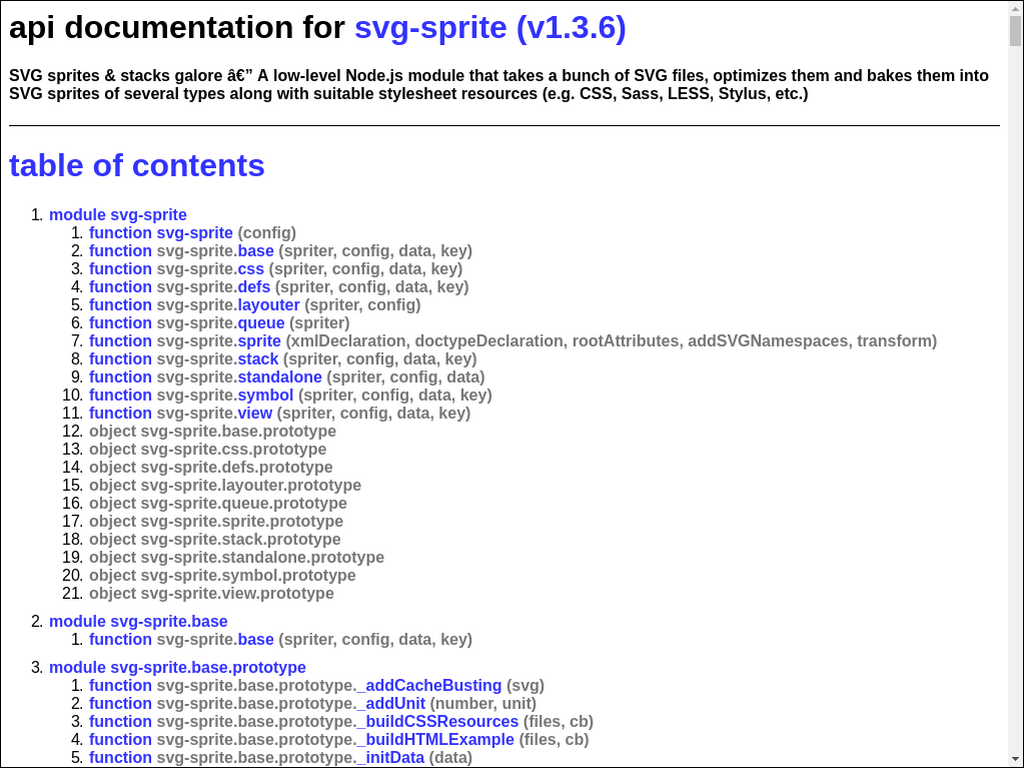 api documentation for svg-sprite (v1.3.6)
SVG sprites & stacks galore â€” A low-level Node.js module that takes a bunch of SVG files, optimizes them and bakes them into
SVG sprites of several types along with suitable stylesheet resources (e.g. CSS, Sass, LESS, Stylus, etc.)
table of contents
1. module svg-sprite
1. function svg-sprite (config)
2. function svg-sprite.base (spriter, config, data, key)
3. function svg-sprite.css (spriter, config, data, key)
4. function svg-sprite.defs (spriter, config, data, key)
5. function svg-sprite.layouter (spriter, config)
6. function svg-sprite.queue (spriter)
7. function svg-sprite.sprite (xmlDeclaration, doctypeDeclaration, rootAttributes, addSVGNamespaces, transform)
8. function svg-sprite.stack (spriter, config, data, key)
9. function svg-sprite.standalone (spriter, config, data)
10. function svg-sprite.symbol (spriter, config, data, key)
11. function svg-sprite.view (spriter, config, data, key)
12. object svg-sprite.base.prototype
13. object svg-sprite.css.prototype
14. object svg-sprite.defs.prototype
15. object svg-sprite.layouter.prototype
16. object svg-sprite.queue.prototype
17. object svg-sprite.sprite.prototype
18. object svg-sprite.stack.prototype
19. object svg-sprite.standalone.prototype
20. object svg-sprite.symbol.prototype
21. object svg-sprite.view.prototype
2. module svg-sprite.base
1. function svg-sprite.base (spriter, config, data, key)
3. module svg-sprite.base.prototype
1. function svg-sprite.base.prototype._addCacheBusting (svg)
2. function svg-sprite.base.prototype._addUnit (number, unit)
3. function svg-sprite.base.prototype._buildCSSResources (files, cb)
4. function svg-sprite.base.prototype._buildHTMLExample (files, cb)
5. function svg-sprite.base.prototype._initData (data)